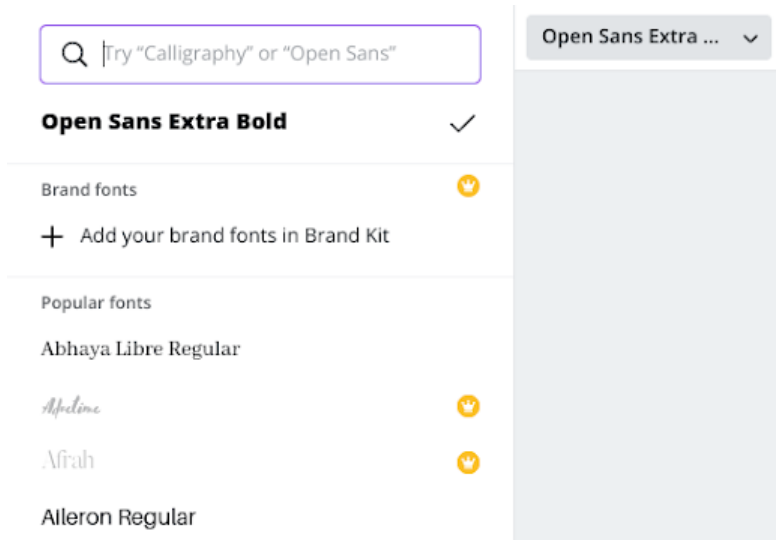 Try “Calligraphy” or “Open Sans”
Open Sans Extra ...
Open Sans Extra Bold
Brand fonts
Add your brand fonts in Brand Kit
Popular fonts
Abhaya Libre Regular
Afrah
Aileron Regular